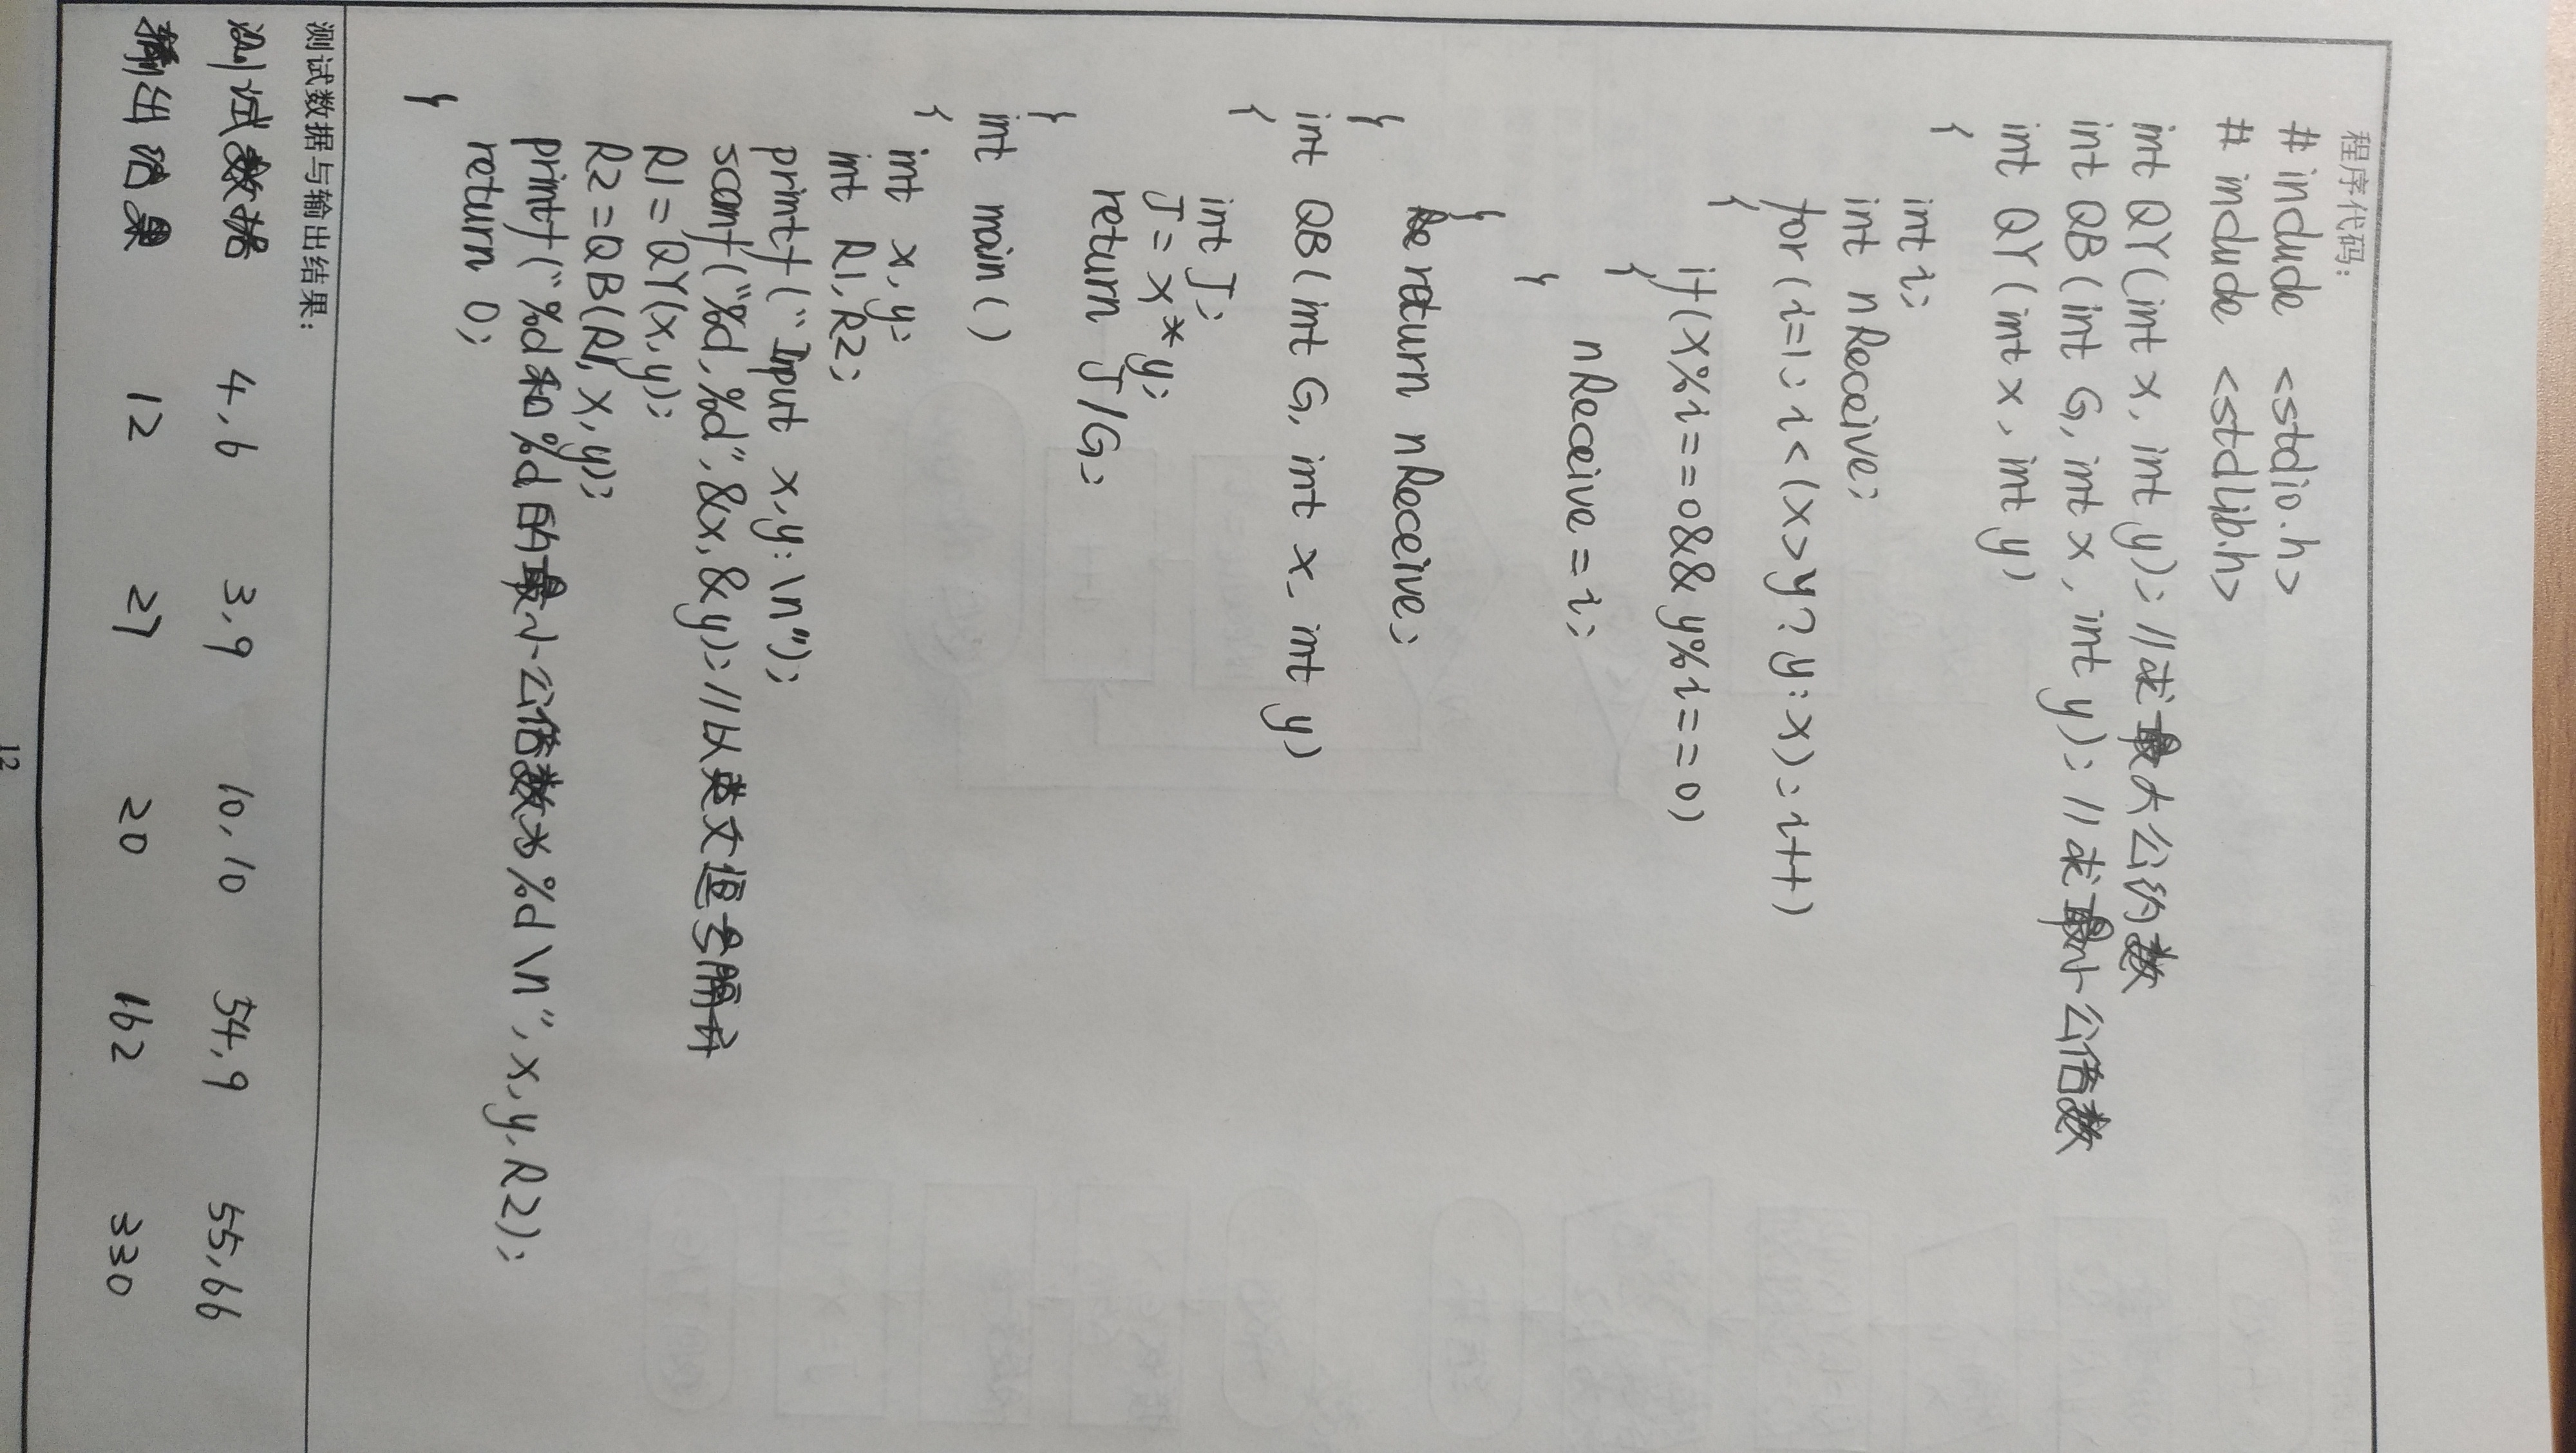 程序代码:
# include <stdio.h>
# include <stdLib.h>
int QY(int x, int y); //求最大公约数
int QB(int G, int x, int y); //求最小公倍数
int QY(int x, int y)
{
int i;
int nReceive;
for(i=1; i<(x>y?y:x); i++)
{
if(x%i==0&&y%i==0)
{
nReceive=i;
}
}
return nReceive;
}
int QB(int G, int x, int y)
{
int J;
J=x*y;
return J/G;
}
int main()
{
int x,y;
int R1,R2;
printf("Input x,y:\n");
scanf("%d,%d",&x,&y); //以英文逗号隔开
R1=QY(x,y);
R2=QB(R1,x,y);
printf("%d和%d的最小公倍数为%d\n",x,y,R2);
return 0;
}
测试数据与输出结果:
测试数据 4,6 3,9 10,10 54,9 55,66
输出结果 12 27 20 162 330
12